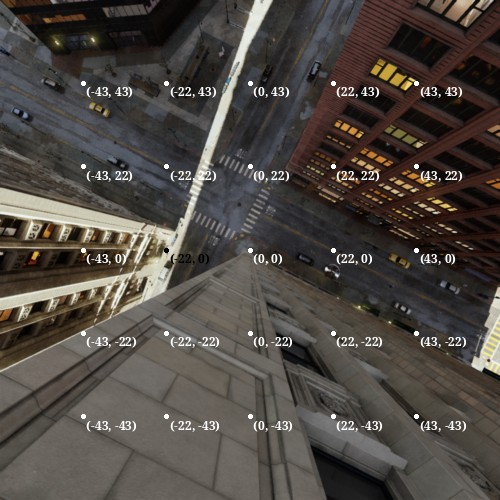 (-43, 43) (-22, 43) (0, 43) (22, 43) (43, 43)
(-43, 22) (-22, 22) (0, 22) (22, 22) (43, 22)
(-43, 0) (-22, 0) (0, 0) (22, 0) (43, 0)
(-43, -22) (-22, -22) (0, -22) (22, -22) (43, -22)
(-43, -43) (-22, -43) (0, -43) (22, -43) (43, -43)